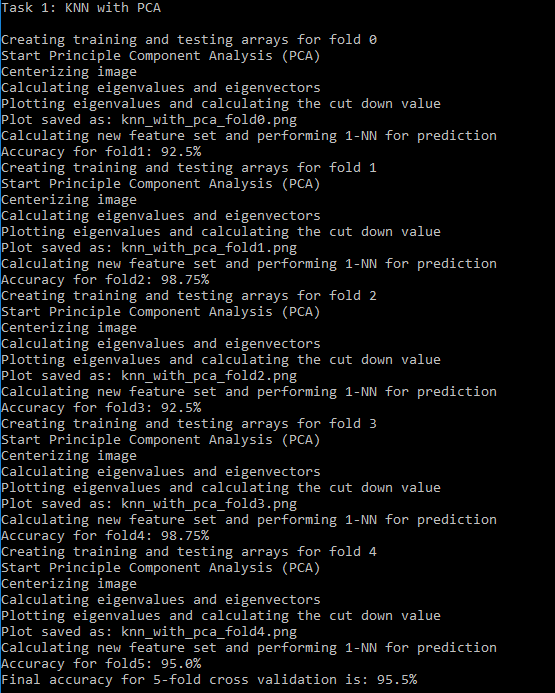 Task 1: KNN with PCA
Creating training and testing arrays for fold 0
Start Principle Component Analysis (PCA)
Centerizing image
Calculating eigenvalues and eigenvectors
Plotting eigenvalues and calculating the cut down value
Plot saved as: knn_with_pca_fold0.png
Calculating new feature set and performing 1-NN for prediction
Accuracy for fold1: 92.5%
Creating training and testing arrays for fold 1
Start Principle Component Analysis (PCA)
Centerizing image
Calculating eigenvalues and eigenvectors
Plotting eigenvalues and calculating the cut down value
Plot saved as: knn_with_pca_fold1.png
Calculating new feature set and performing 1-NN for prediction
Accuracy for fold2: 98.75%
Creating training and testing arrays for fold 2
Start Principle Component Analysis (PCA)
Centerizing image
Calculating eigenvalues and eigenvectors
Plotting eigenvalues and calculating the cut down value
Plot saved as: knn_with_pca_fold2.png
Calculating new feature set and performing 1-NN for prediction
Accuracy for fold3: 92.5%
Creating training and testing arrays for fold 3
Start Principle Component Analysis (PCA)
Centerizing image
Calculating eigenvalues and eigenvectors
Plotting eigenvalues and calculating the cut down value
Plot saved as: knn_with_pca_fold3.png
Calculating new feature set and performing 1-NN for prediction
Accuracy for fold4: 98.75%
Creating training and testing arrays for fold 4
Start Principle Component Analysis (PCA)
Centerizing image
Calculating eigenvalues and eigenvectors
Plotting eigenvalues and calculating the cut down value
Plot saved as: knn_with_pca_fold4.png
Calculating new feature set and performing 1-NN for prediction
Accuracy for fold5: 95.0%
Final accuracy for 5-fold cross validation is: 95.5%